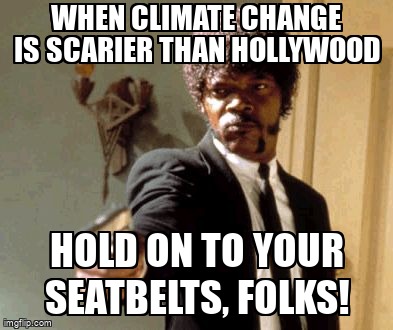 WHEN CLIMATE CHANGE
IS SCARIER THAN HOLLYWOOD
HOLD ON TO YOUR
SEATBELTS, FOLKS!
imgflip.com